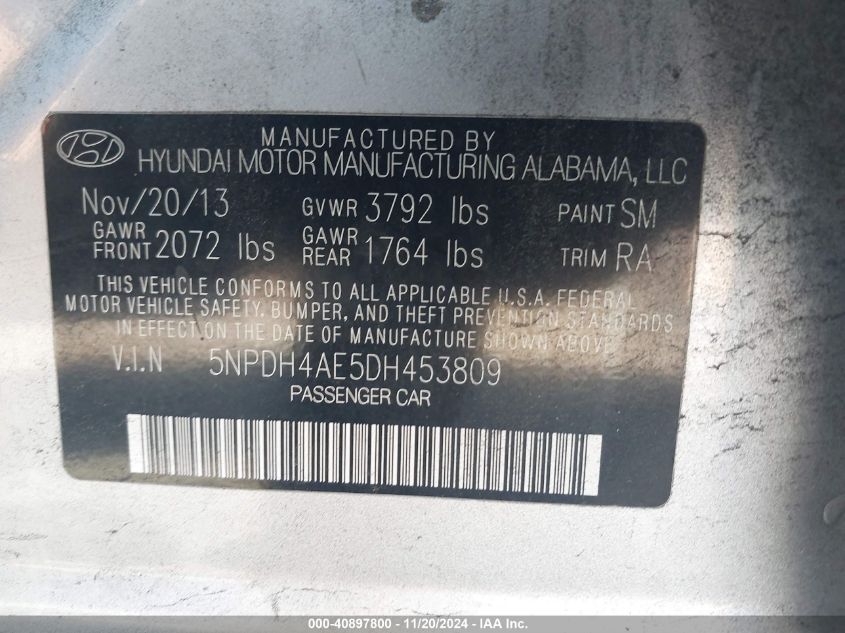 MANUFACTURED BY
HYUNDAI MOTOR MANUFACTURING ALABAMA, LLC
Nov/20/13 GVWR 3792 lbs PAINT SM
GAWR FRONT 2072 lbs GAWR REAR 1764 lbs TRIM RA
THIS VEHICLE CONFORMS TO ALL APPLICABLE U.S.A. FEDERAL
MOTOR VEHICLE SAFETY, BUMPER, AND THEFT PREVENTION STANDARDS
IN EFFECT ON THE DATE OF MANUFACTURE SHOWN ABOVE.
V.I.N 5NPDH4AE5DH453809
PASSENGER CAR
000-40897800 - 11/20/2024 - NN - AA -